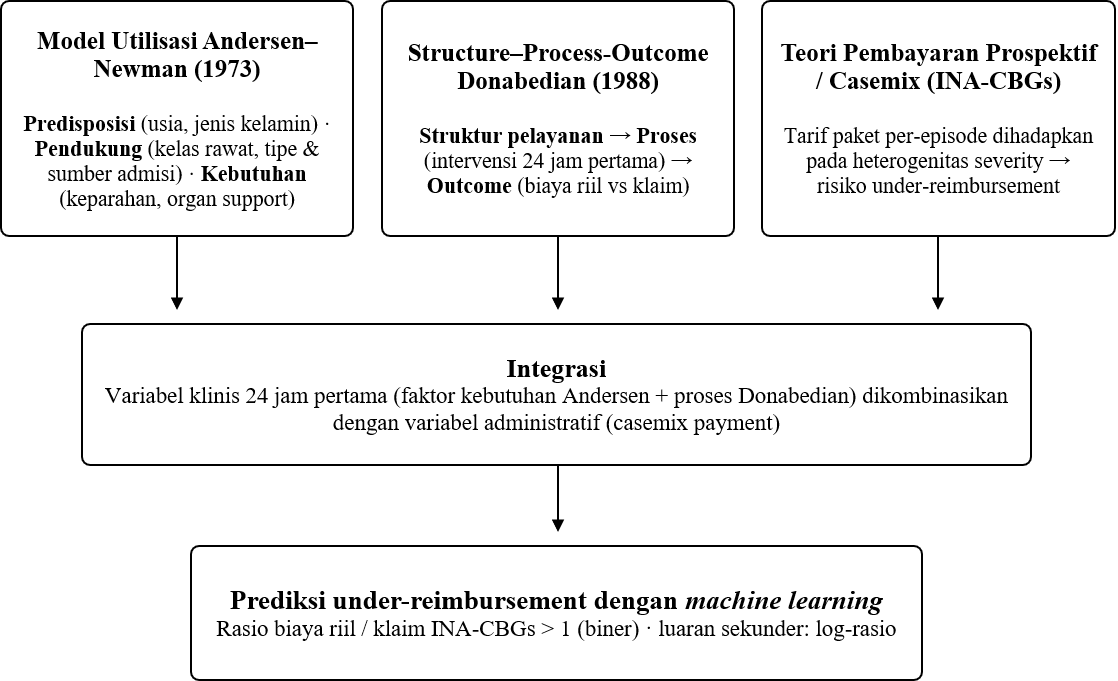 Model Utilisasi Andersen–
Newman (1973)
Predisposisi (usia, jenis kelamin) ·
Pendukung (kelas rawat, tipe &
sumber admisi) · Kebutuhan
(keparahan, organ support)
Structure–Process-Outcome
Donabedian (1988)
Struktur pelayanan → Proses
(intervensi 24 jam pertama) →
Outcome (biaya riil vs klaim)
Teori Pembayaran Prospektif
/ Casemix (INA-CBGs)
Tarif paket per-episode dihadapkan
pada heterogenitas severity →
risiko under-reimbursement
Integrasi
Variabel klinis 24 jam pertama (faktor kebutuhan Andersen + proses Donabedian) dikombinasikan
dengan variabel administratif (casemix payment)
Prediksi under-reimbursement dengan machine learning
Rasio biaya riil / klaim INA-CBGs > 1 (biner) · luaran sekunder: log-rasio